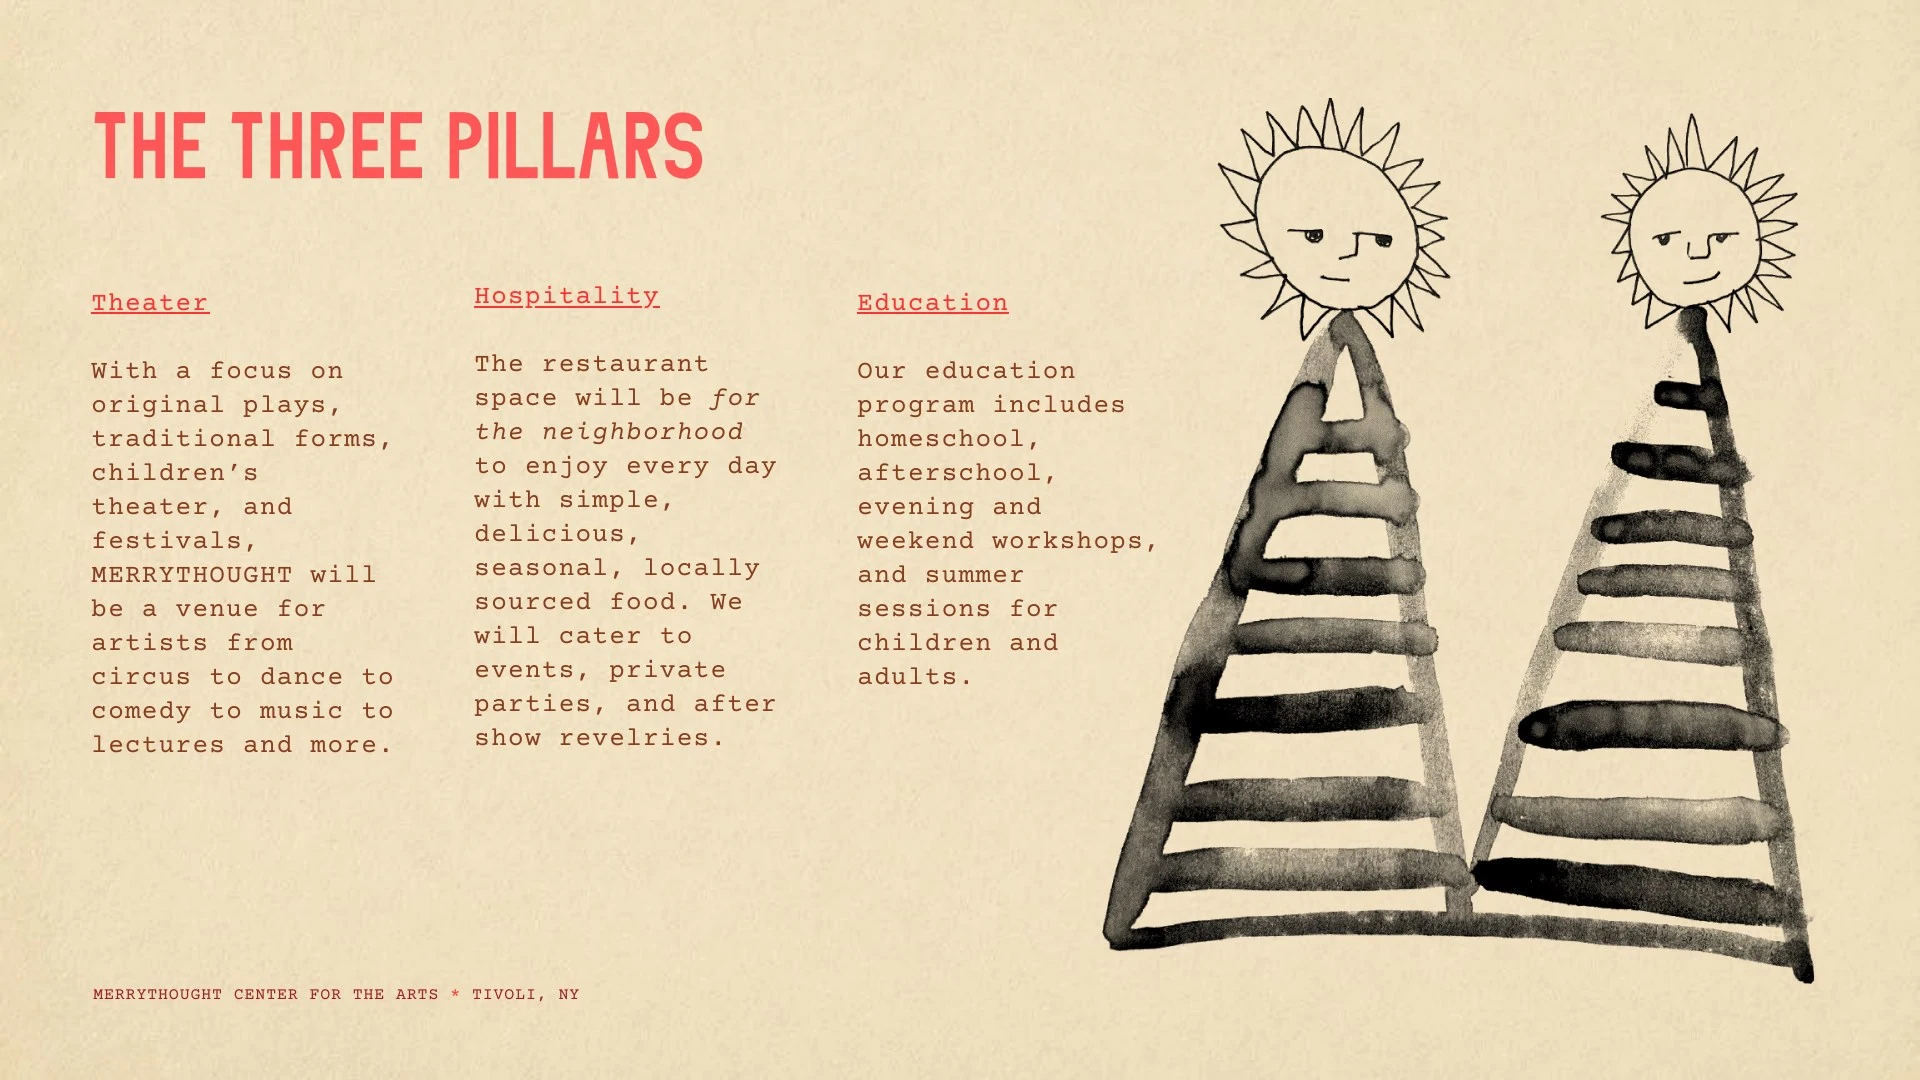 THE THREE PILLARS
Theater
With a focus on
original plays,
traditional forms,
children’s
theater, and
festivals,
MERRYTHOUGHT will
be a venue for
artists from
circus to dance to
comedy to music to
lectures and more.
Hospitality
The restaurant
space will be for
the neighborhood
to enjoy every day
with simple,
delicious,
seasonal, locally
sourced food. We
will cater to
events, private
parties, and after
show revelries.
Education
Our education
program includes
homeschool,
afterschool,
evening and
weekend workshops,
and summer
sessions for
children and
adults.
MERRYTHOUGHT CENTER FOR THE ARTS * TIVOLI, NY